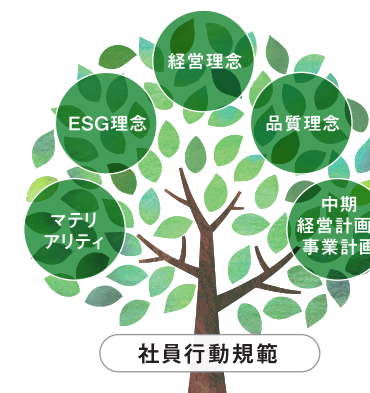 経営理念
ESG理念
品質理念
マテリ
アリティ
中期
経営計画
事業計画
社員行動規範